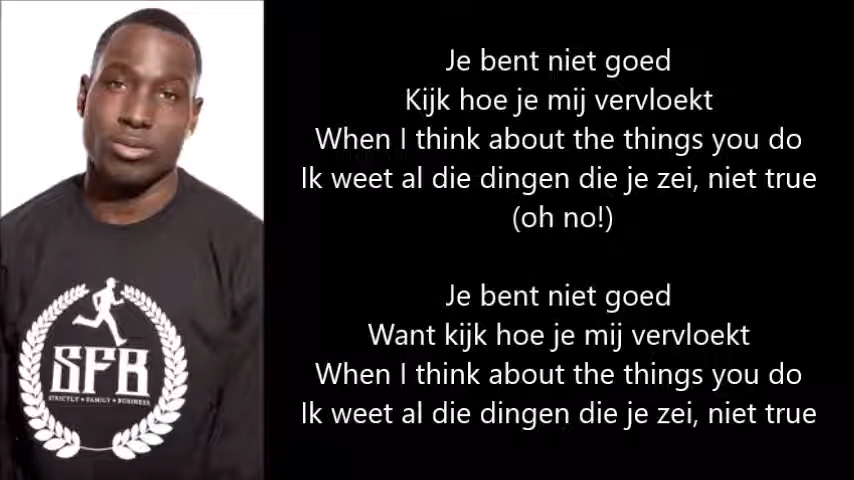 Je bent niet goed
Kijk hoe je mij vervloekt
When I think about the things you do
Ik weet al die dingen die je zei, niet true
(oh no!)
Je bent niet goed
Want kijk hoe je mij vervloekt
When I think about the things you do
Ik weet al die dingen die je zei, niet true
SFB
STRICTLY • FAMILY • BUSINESS